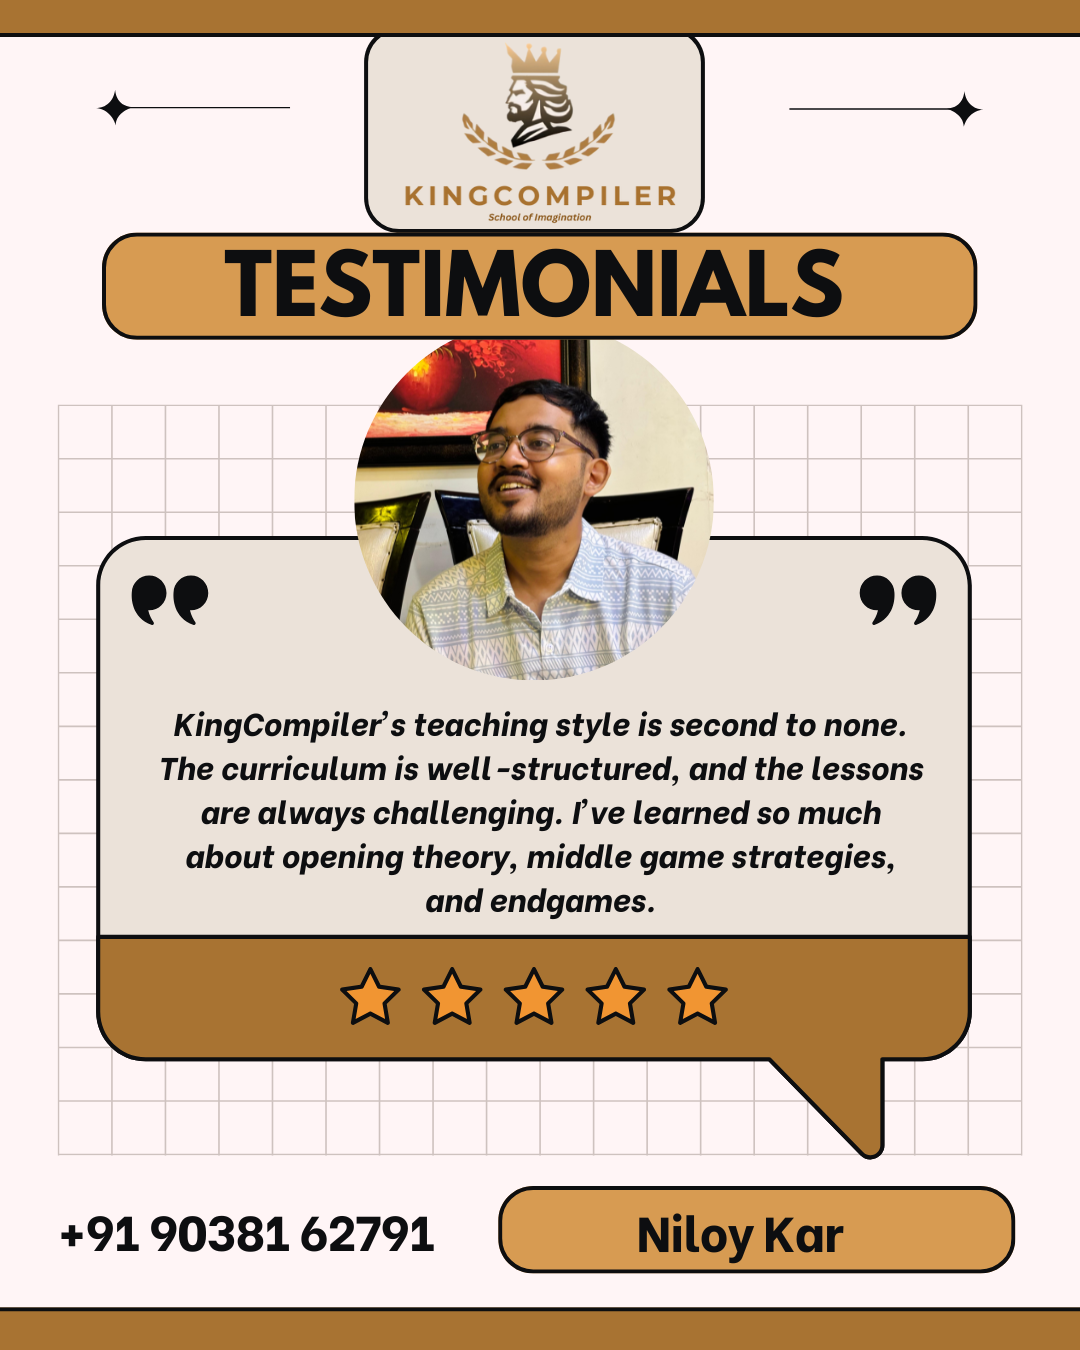 KINGCOMPILER
School of Imagination
TESTIMONIALS
KingCompiler’s teaching style is second to none.
The curriculum is well-structured, and the lessons
are always challenging. I’ve learned so much
about opening theory, middle game strategies,
and endgames.
+91 90381 62791
Niloy Kar